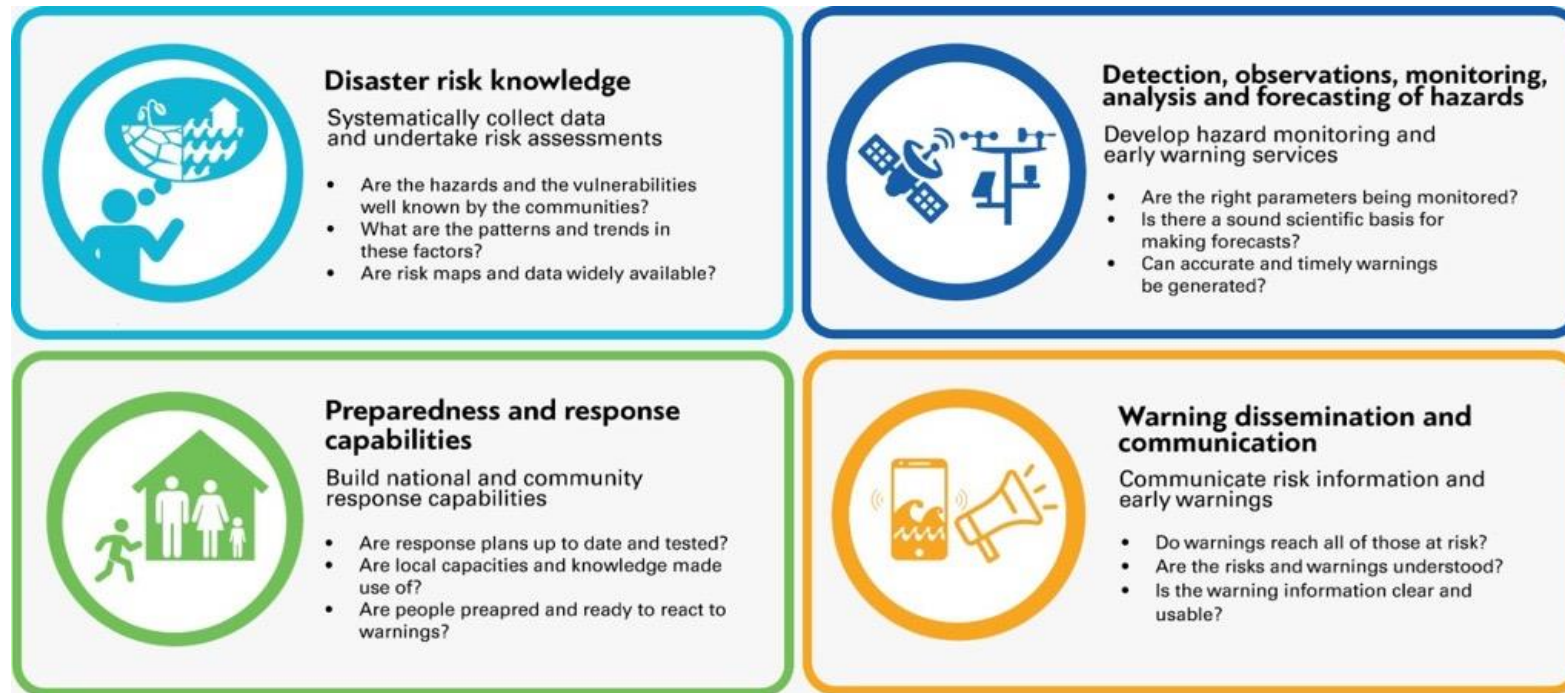 Disaster risk knowledge
Systematically collect data
and undertake risk assessments
• Are the hazards and the vulnerabilities
well known by the communities?
• What are the patterns and trends in
these factors?
• Are risk maps and data widely available?
Detection, observations, monitoring,
analysis and forecasting of hazards
Develop hazard monitoring and
early warning services
• Are the right parameters being monitored?
• Is there a sound scientific basis for
making forecasts?
• Can accurate and timely warnings
be generated?
Preparedness and response
capabilities
Build national and community
response capabilities
• Are response plans up to date and tested?
• Are local capacities and knowledge made
use of?
• Are people preapred and ready to react to
warnings?
Warning dissemination and
communication
Communicate risk information and
early warnings
• Do warnings reach all of those at risk?
• Are the risks and warnings understood?
• Is the warning information clear and
usable?